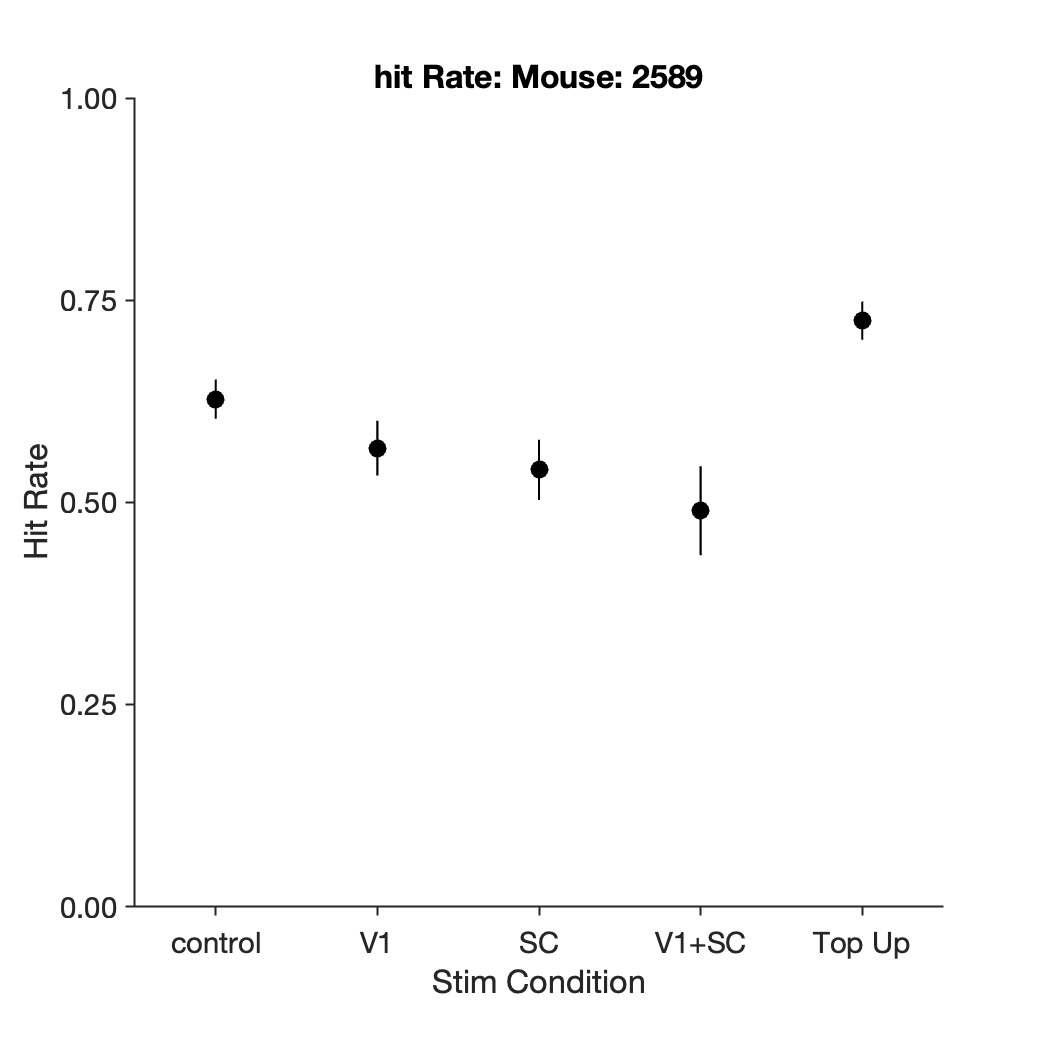 hit Rate: Mouse: 2589
1.00
0.75
0.50
0.25
0.00
Hit Rate
control V1 SC V1+SC Top Up
Stim Condition